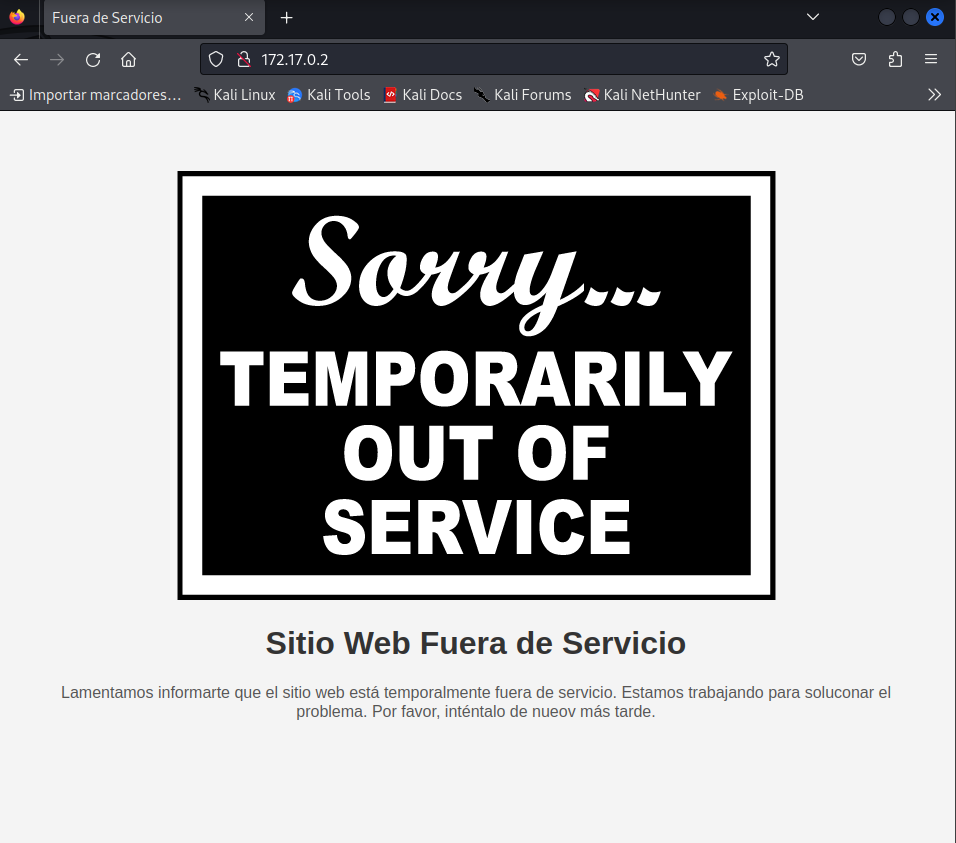 Fuera de Servicio
172.17.0.2
Importar marcadores… Kali Linux Kali Tools Kali Docs Kali Forums Kali NetHunter Exploit-DB
Sorry...
TEMPORARILY
OUT OF
SERVICE
Sitio Web Fuera de Servicio
Lamentamos informarte que el sitio web está temporalmente fuera de servicio. Estamos trabajando para soluconar el
problema. Por favor, inténtalo de nueov más tarde.